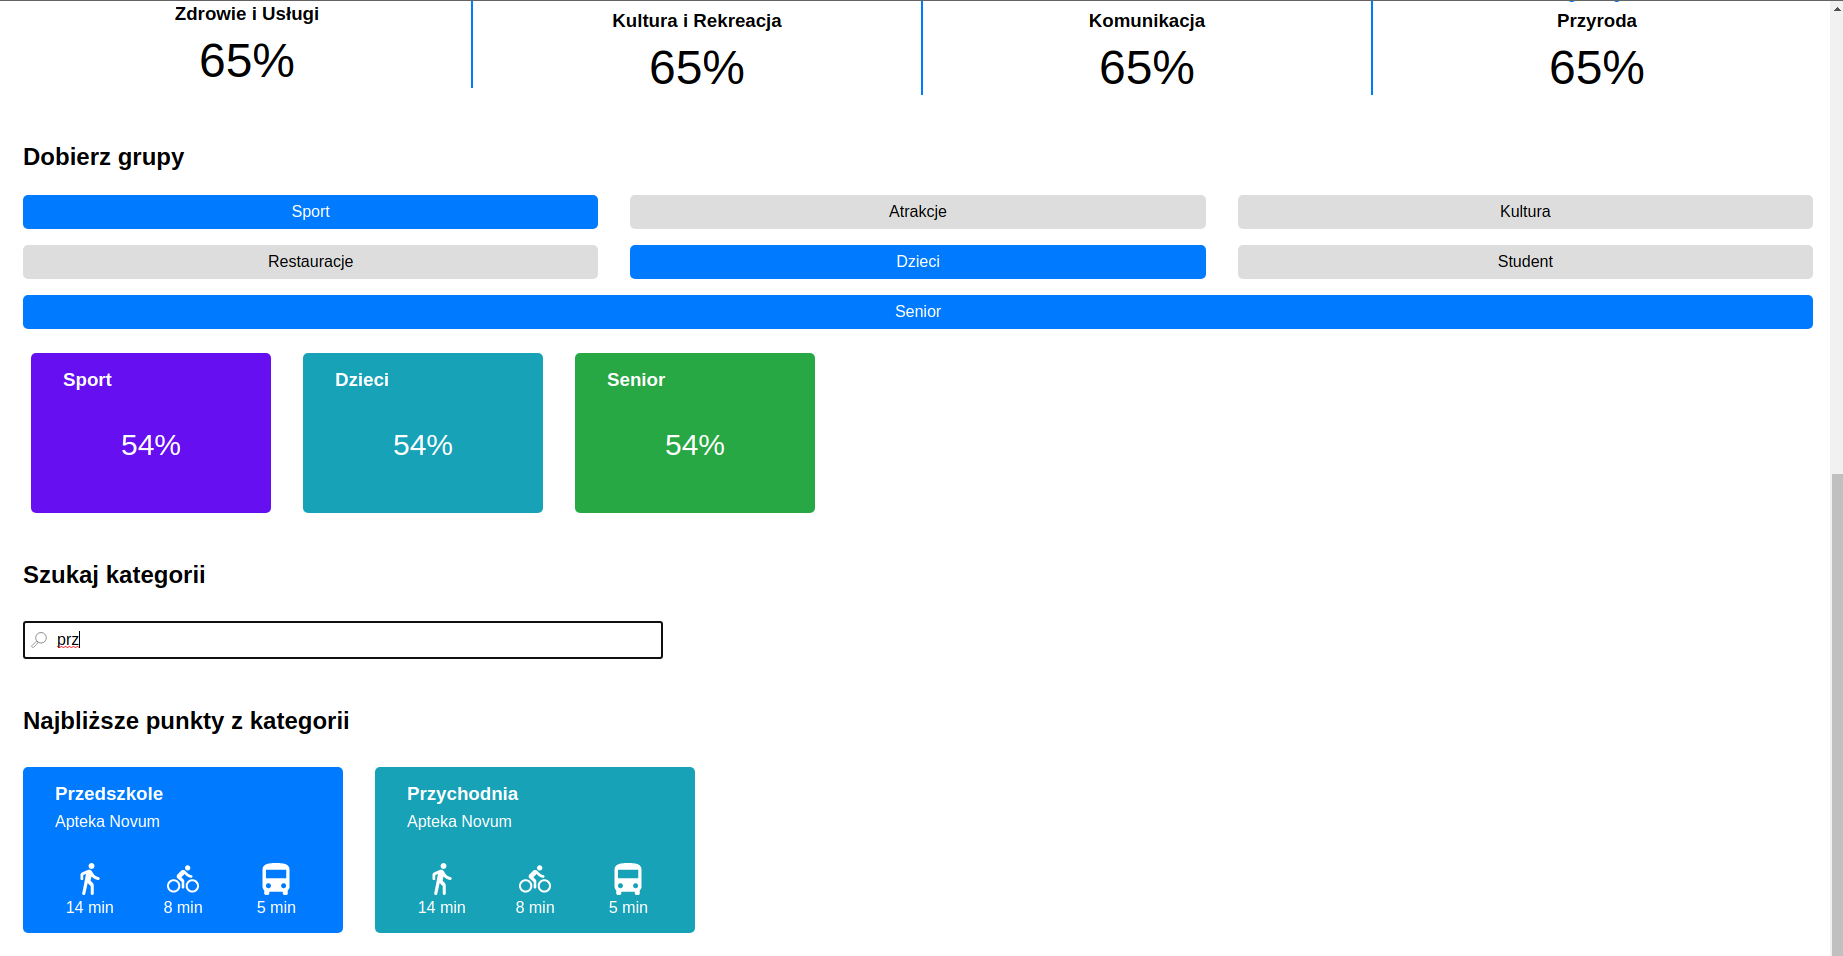 Zdrowie i Usługi
Kultura i Rekreacja
Komunikacja
Przyroda
65%
65%
65%
65%
Dobierz grupy
Sport
Atrakcje
Kultura
Restauracje
Dzieci
Student
Senior
Sport
Dzieci
Senior
54%
54%
54%
Szukaj kategorii
prz
Najbliższe punkty z kategorii
Przedszkole
Apteka Novum
14 min
8 min
5 min
Przychodnia
Apteka Novum
14 min
8 min
5 min